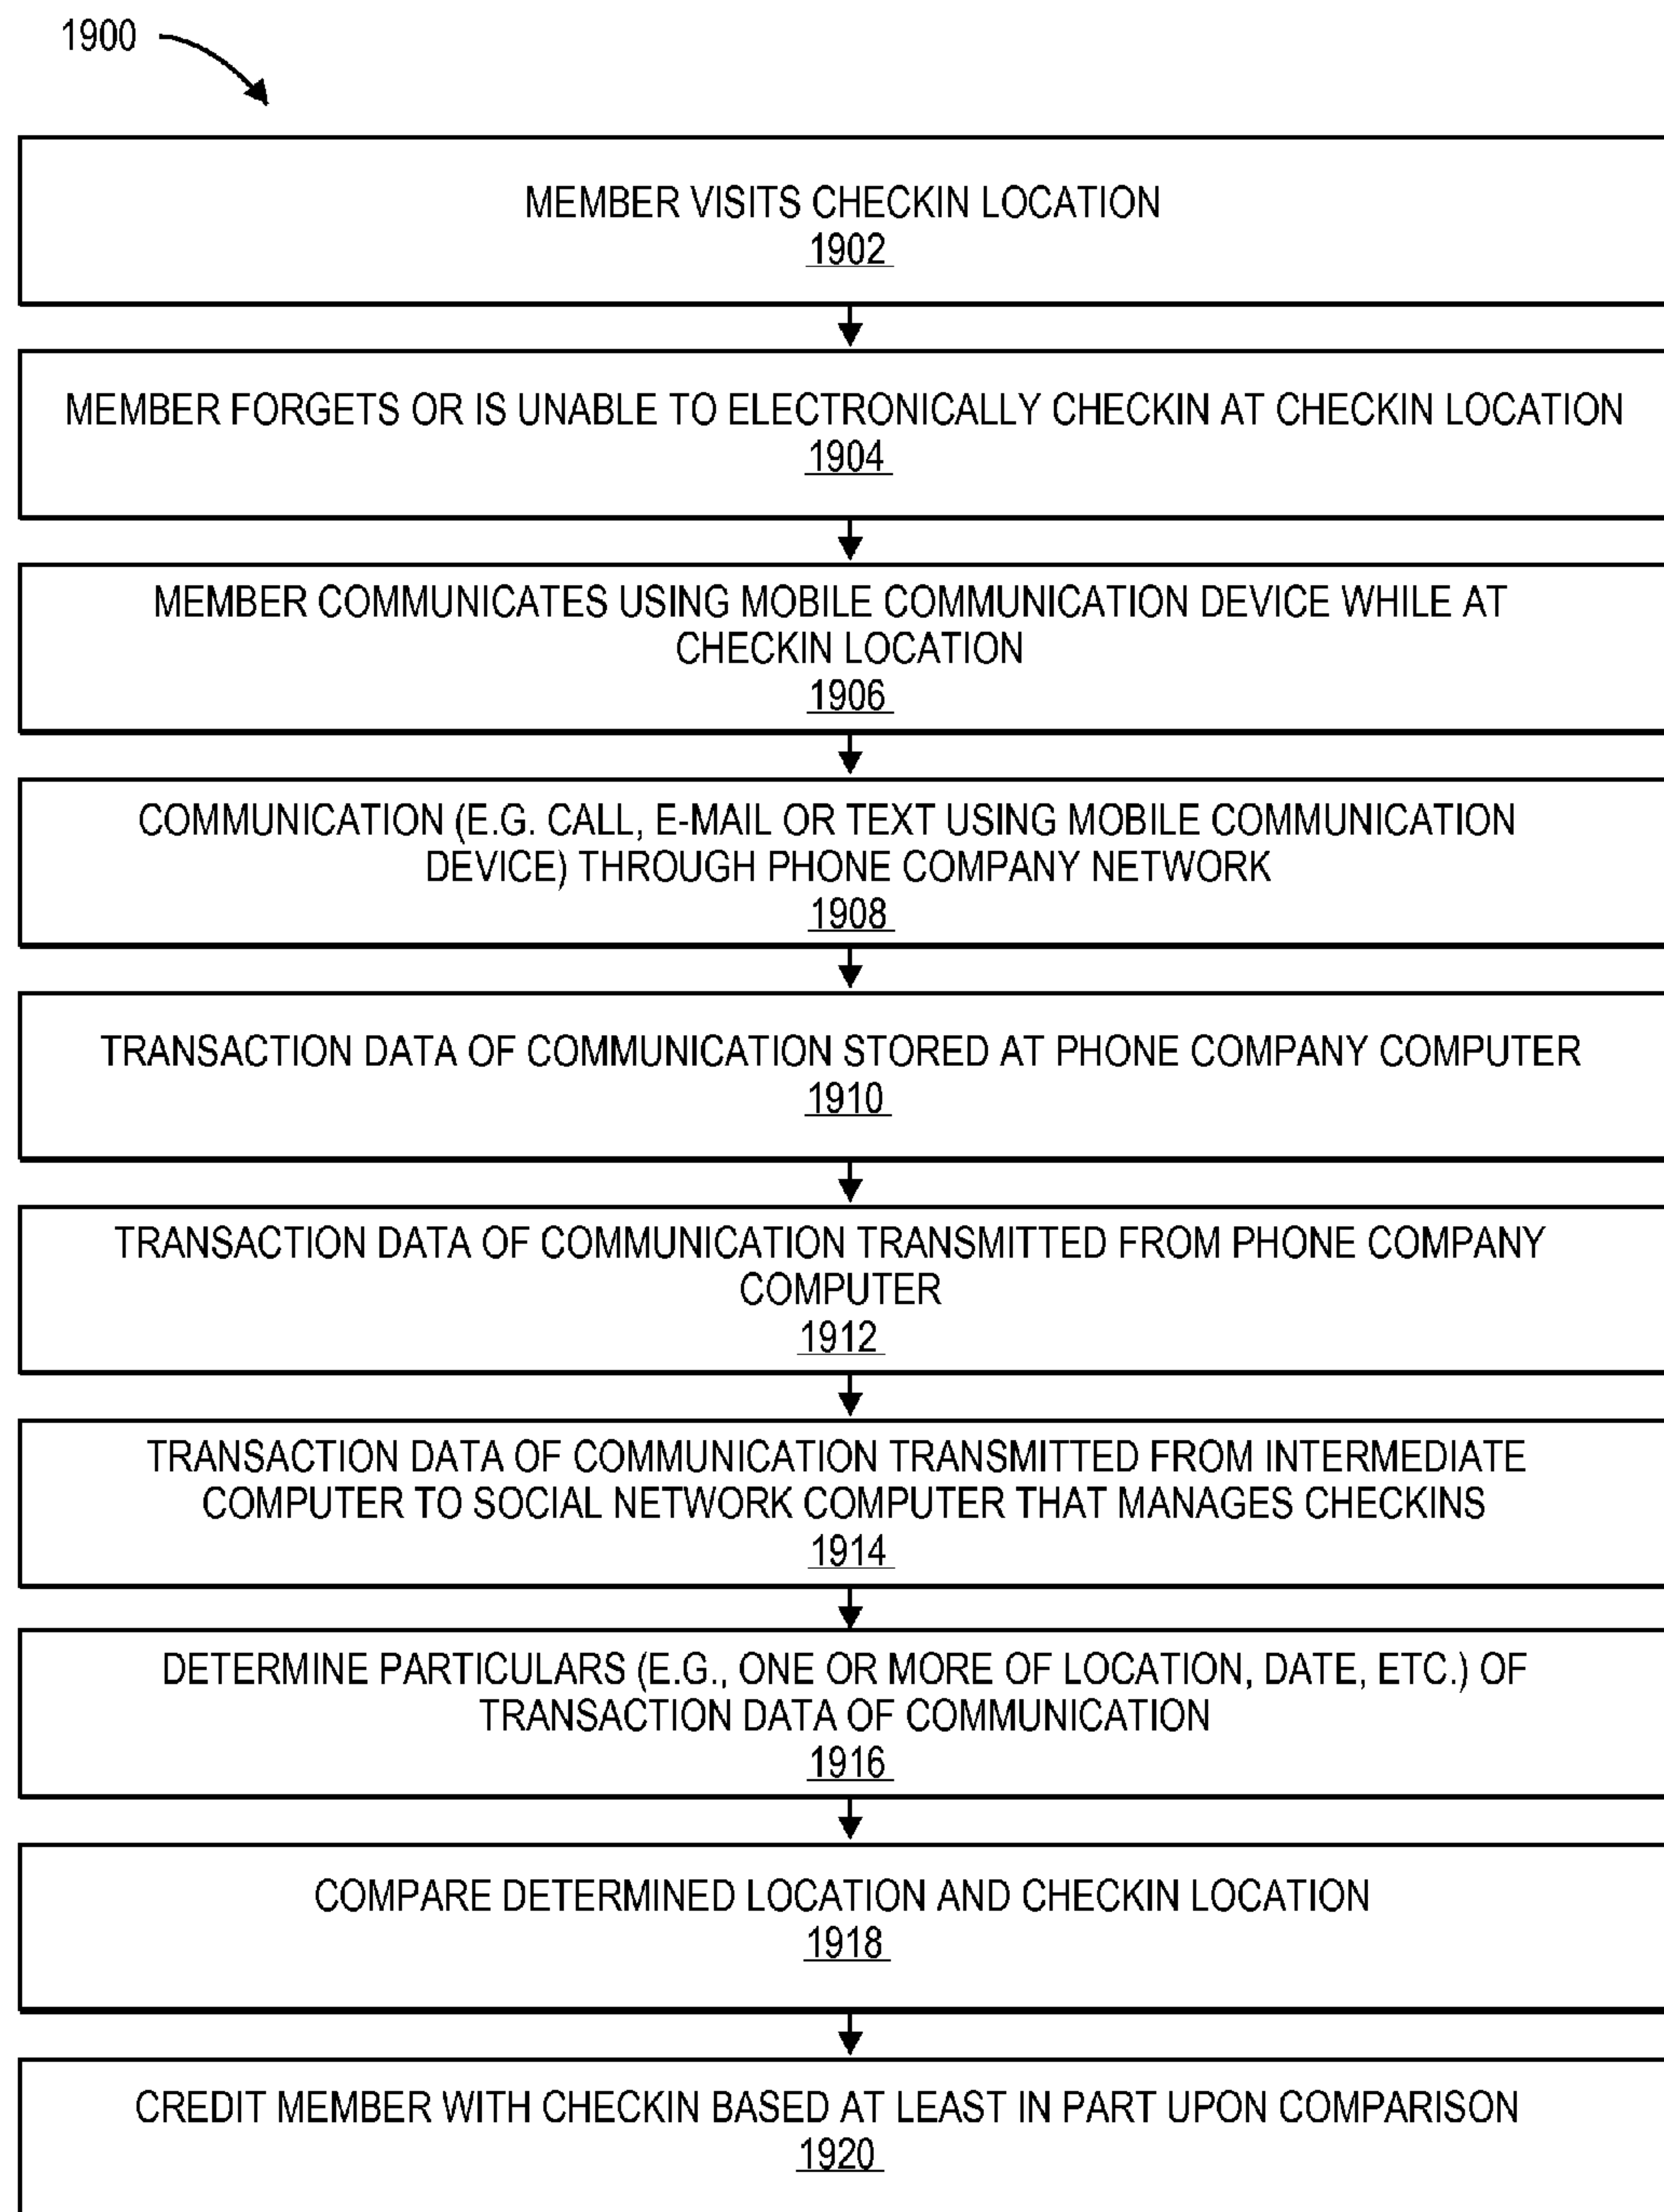 1900
MEMBER VISITS CHECKIN LOCATION
1902
MEMBER FORGETS OR IS UNABLE TO ELECTRONICALLY CHECKIN AT CHECKIN LOCATION
1904
MEMBER COMMUNICATES USING MOBILE COMMUNICATION DEVICE WHILE AT
CHECKIN LOCATION
1906
COMMUNICATION (E.G. CALL, E-MAIL OR TEXT USING MOBILE COMMUNICATION
DEVICE) THROUGH PHONE COMPANY NETWORK
1908
TRANSACTION DATA OF COMMUNICATION STORED AT PHONE COMPANY COMPUTER
1910
TRANSACTION DATA OF COMMUNICATION TRANSMITTED FROM PHONE COMPANY
COMPUTER
1912
TRANSACTION DATA OF COMMUNICATION TRANSMITTED FROM INTERMEDIATE
COMPUTER TO SOCIAL NETWORK COMPUTER THAT MANAGES CHECKINS
1914
DETERMINE PARTICULARS (E.G., ONE OR MORE OF LOCATION, DATE, ETC.) OF
TRANSACTION DATA OF COMMUNICATION
1916
COMPARE DETERMINED LOCATION AND CHECKIN LOCATION
1918
CREDIT MEMBER WITH CHECKIN BASED AT LEAST IN PART UPON COMPARISON
1920